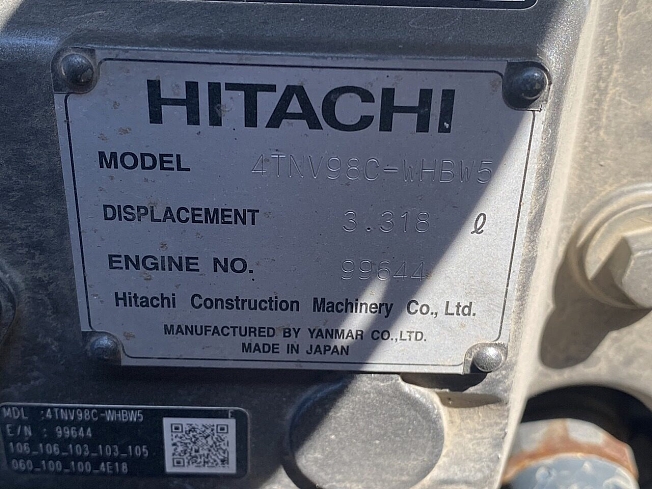 HITACHI
MODEL 4TNV98C-WHBW5
DISPLACEMENT 3.318 ℓ
ENGINE NO. 99644
Hitachi Construction Machinery Co., Ltd.
MANUFACTURED BY YANMAR CO.,LTD.
MADE IN JAPAN
MDL :4TNV98C-WHBW5 E
E/N : 99644
106_106_103_103_105
060_100_100_4E18